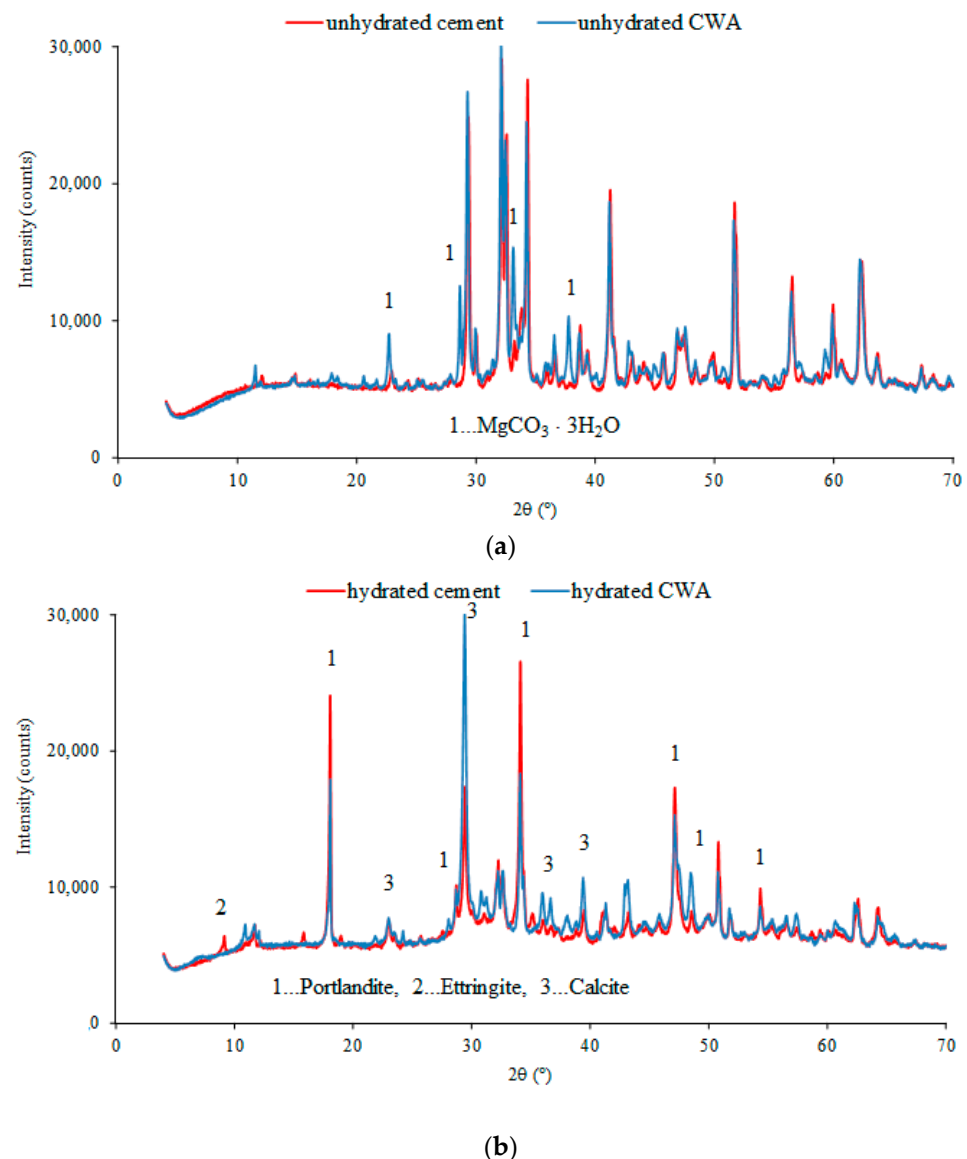 unhydrated cement unhydrated CWA
30,000
20,000
10,000
0
Intensity (counts)
1
1
1
1
1...MgCO₃ · 3H₂O
0 10 20 30 40 50 60 70
2θ (°)
(a)
hydrated cement hydrated CWA
30,000
20,000
10,000
,0
Intensity (counts)
3
1
1
1
3
3
1
1
1
3
2
1...Portlandite, 2...Ettringite, 3...Calcite
0 10 20 30 40 50 60 70
2θ (°)
(b)